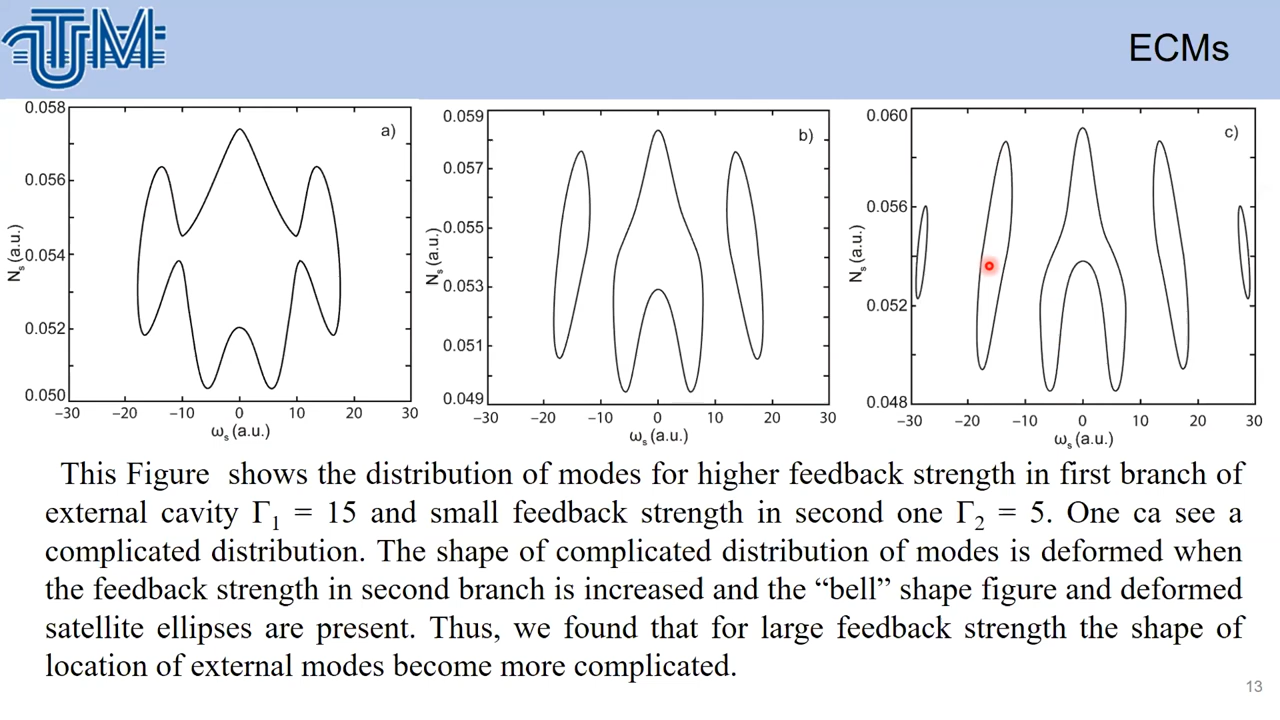 UTM
ECMs
0.058
0.056
0.054
0.052
0.050
−30 −20 −10 0 10 20 30
Nₛ (a.u.)
ωₛ (a.u.)
a)
0.059
0.057
0.055
0.053
0.051
0.049
−30 −20 −10 0 10 20 30
Nₛ (a.u.)
ωₛ (a.u.)
b)
0.060
0.056
0.052
0.048
−30 −20 −10 0 10 20 30
Nₛ (a.u.)
ωₛ (a.u.)
c)
This Figure shows the distribution of modes for higher feedback strength in first branch of
external cavity Γ₁ = 15 and small feedback strength in second one Γ₂ = 5. One ca see a
complicated distribution. The shape of complicated distribution of modes is deformed when
the feedback strength in second branch is increased and the “bell” shape figure and deformed
satellite ellipses are present. Thus, we found that for large feedback strength the shape of
location of external modes become more complicated.
13